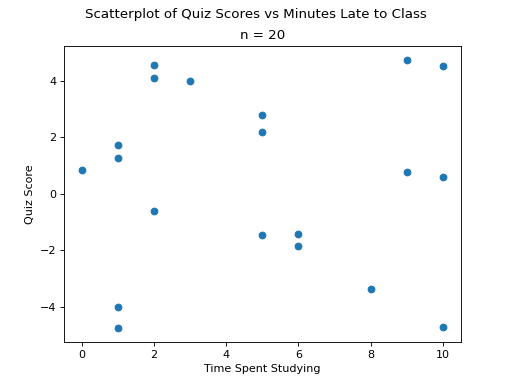 Scatterplot of Quiz Scores vs Minutes Late to Class
n = 20
4
2
0
−2
−4
Quiz Score
0 2 4 6 8 10
Time Spent Studying